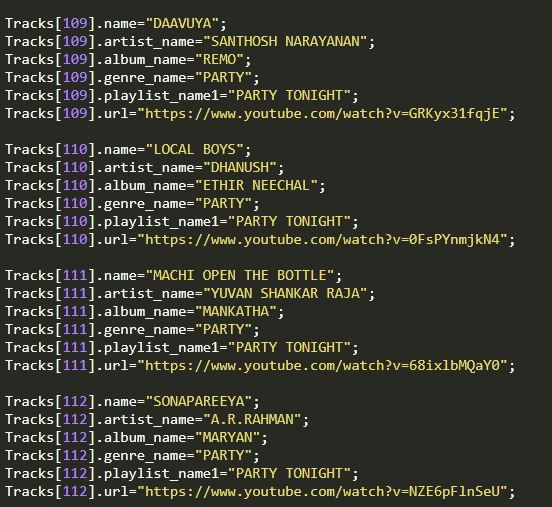 Tracks[109].name="DAAVUYA";
Tracks[109].artist_name="SANTHOSH NARAYANAN";
Tracks[109].album_name="REMO";
Tracks[109].genre_name="PARTY";
Tracks[109].playlist_name1="PARTY TONIGHT";
Tracks[109].url="https://www.youtube.com/watch?v=GRKyx31fqjE";
Tracks[110].name="LOCAL BOYS";
Tracks[110].artist_name="DHANUSH";
Tracks[110].album_name="ETHIR NEECHAL";
Tracks[110].genre_name="PARTY";
Tracks[110].playlist_name1="PARTY TONIGHT";
Tracks[110].url="https://www.youtube.com/watch?v=0FsPYnmjkN4";
Tracks[111].name="MACHI OPEN THE BOTTLE";
Tracks[111].artist_name="YUVAN SHANKAR RAJA";
Tracks[111].album_name="MANKATHA";
Tracks[111].genre_name="PARTY";
Tracks[111].playlist_name1="PARTY TONIGHT";
Tracks[111].url="https://www.youtube.com/watch?v=68ixlbMQaY0";
Tracks[112].name="SONAPAREEYA";
Tracks[112].artist_name="A.R.RAHMAN";
Tracks[112].album_name="MARYAN";
Tracks[112].genre_name="PARTY";
Tracks[112].playlist_name1="PARTY TONIGHT";
Tracks[112].url="https://www.youtube.com/watch?v=NZE6pFlnSeU";